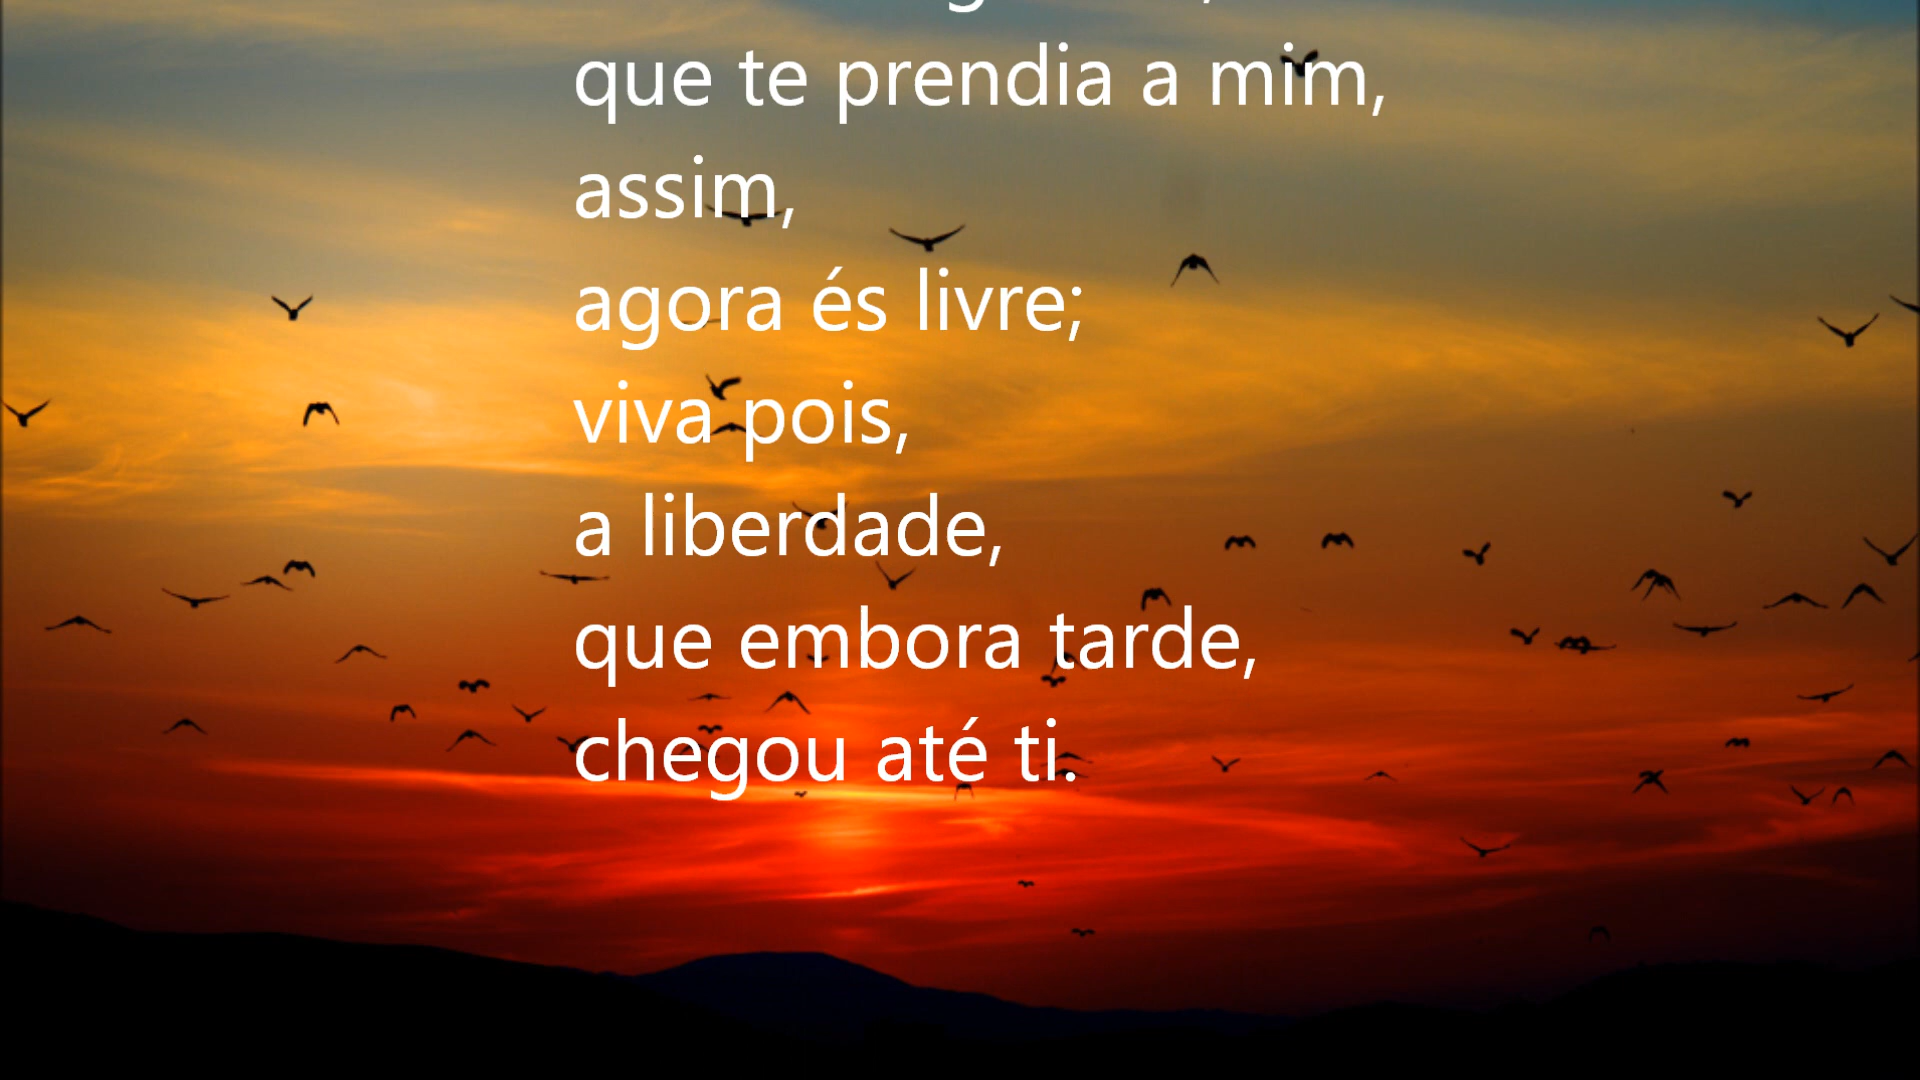 que te prendia a mim,
assim,
agora és livre;
viva pois,
a liberdade,
que embora tarde,
chegou até ti.